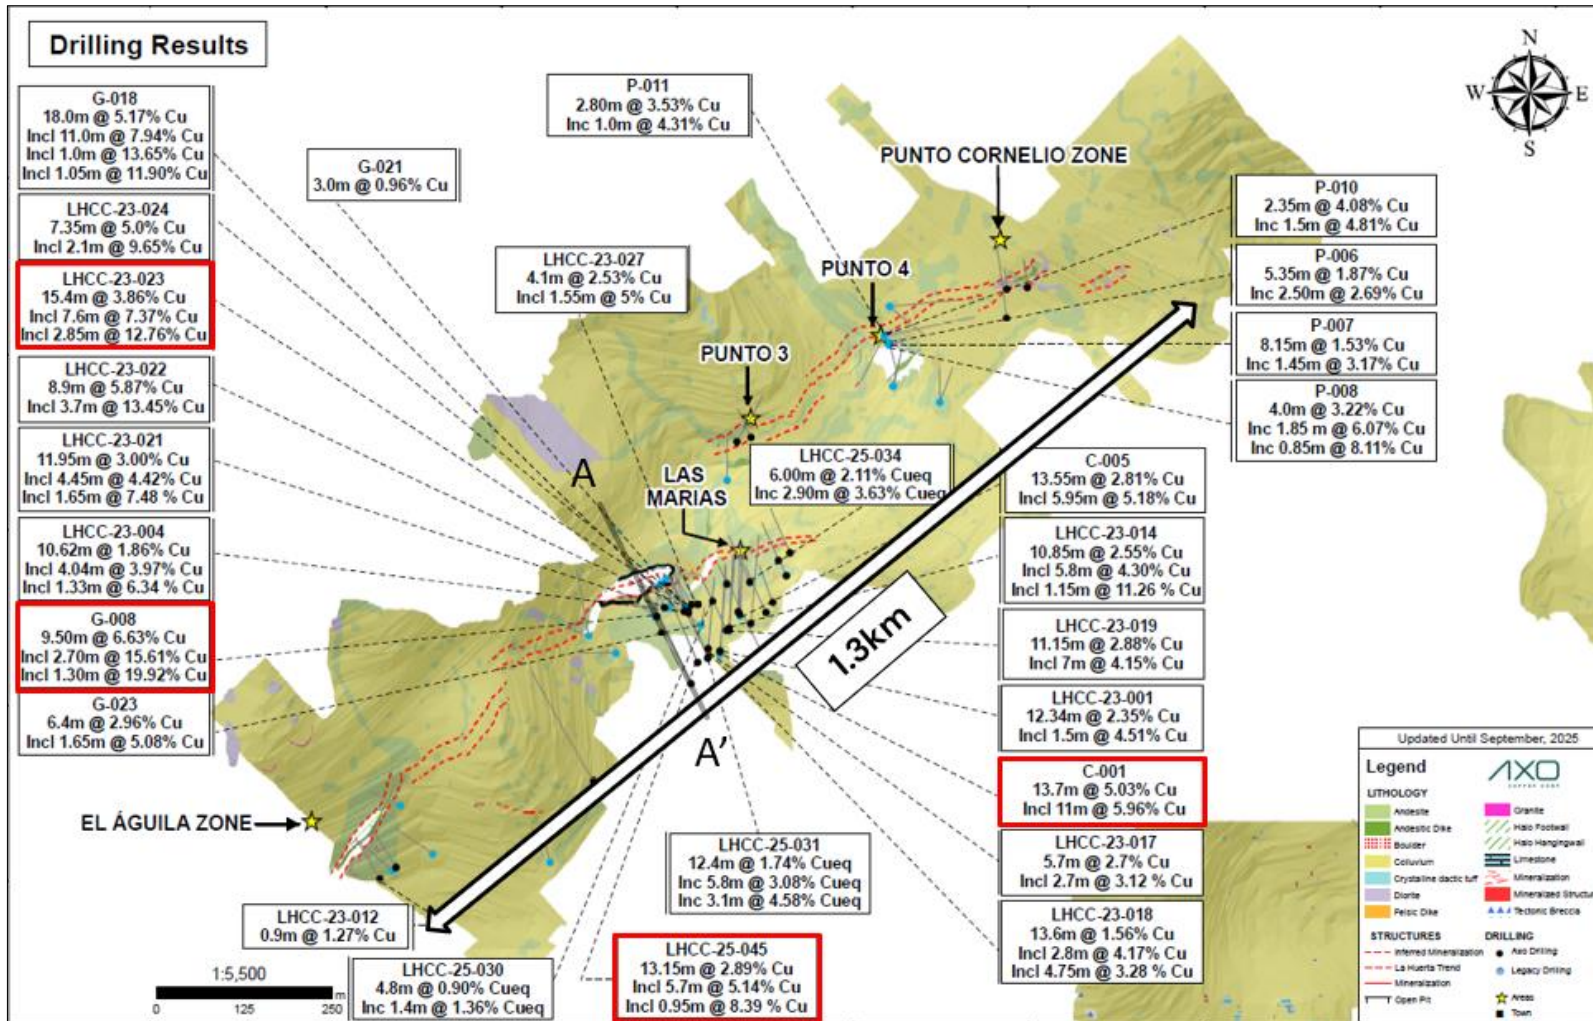 Drilling Results
G-018
18.0m @ 5.17% Cu
Incl 11.0m @ 7.94% Cu
Incl 1.0m @ 13.65% Cu
Incl 1.05m @ 11.90% Cu
LHCC-23-024
7.35m @ 5.0% Cu
Incl 2.1m @ 9.65% Cu
LHCC-23-023
15.4m @ 3.86% Cu
Incl 7.6m @ 7.37% Cu
Incl 2.85m @ 12.76% Cu
LHCC-23-022
8.9m @ 5.87% Cu
Incl 3.7m @ 13.45% Cu
LHCC-23-021
11.95m @ 3.00% Cu
Incl 4.45m @ 4.42% Cu
Incl 1.65m @ 7.48 % Cu
LHCC-23-004
10.62m @ 1.86% Cu
Incl 4.04m @ 3.97% Cu
Incl 1.33m @ 6.34 % Cu
G-008
9.50m @ 6.63% Cu
Incl 2.70m @ 15.61% Cu
Incl 1.30m @ 19.92% Cu
G-023
6.4m @ 2.96% Cu
Incl 1.65m @ 5.08% Cu
G-021
3.0m @ 0.96% Cu
P-011
2.80m @ 3.53% Cu
Inc 1.0m @ 4.31% Cu
LHCC-23-027
4.1m @ 2.53% Cu
Incl 1.55m @ 5% Cu
PUNTO CORNELIO ZONE
PUNTO 4
PUNTO 3
LAS
MARIAS
EL ÁGUILA ZONE
A
A'
1.3km
N
W
E
S
P-010
2.35m @ 4.08% Cu
Inc 1.5m @ 4.81% Cu
P-006
5.35m @ 1.87% Cu
Inc 2.50m @ 2.69% Cu
P-007
8.15m @ 1.53% Cu
Inc 1.45m @ 3.17% Cu
P-008
4.0m @ 3.22% Cu
Inc 1.85 m @ 6.07% Cu
Inc 0.85m @ 8.11% Cu
LHCC-25-034
6.00m @ 2.11% Cueq
Inc 2.90m @ 3.63% Cueq
C-005
13.55m @ 2.81% Cu
Incl 5.95m @ 5.18% Cu
LHCC-23-014
10.85m @ 2.55% Cu
Incl 5.8m @ 4.30% Cu
Incl 1.15m @ 11.26 % Cu
LHCC-23-019
11.15m @ 2.88% Cu
Incl 7m @ 4.15% Cu
LHCC-23-001
12.34m @ 2.35% Cu
Incl 1.5m @ 4.51% Cu
C-001
13.7m @ 5.03% Cu
Incl 11m @ 5.96% Cu
LHCC-23-017
5.7m @ 2.7% Cu
Incl 2.7m @ 3.12 % Cu
LHCC-23-018
13.6m @ 1.56% Cu
Incl 2.8m @ 4.17% Cu
Incl 4.75m @ 3.28 % Cu
LHCC-25-031
12.4m @ 1.74% Cueq
Inc 5.8m @ 3.08% Cueq
Inc 3.1m @ 4.58% Cueq
LHCC-23-012
0.9m @ 1.27% Cu
LHCC-25-030
4.8m @ 0.90% Cueq
Inc 1.4m @ 1.36% Cueq
LHCC-25-045
13.15m @ 2.89% Cu
Incl 5.7m @ 5.14% Cu
Incl 0.95m @ 8.39 % Cu
1:5,500
m
0 125 250
Updated Until September, 2025
Legend
AXO
COPPER CORP
LITHOLOGY
Andesite
Andesitic Dike
Boulder
Colluvium
Crystalline dactic tuff
Diorite
Felsic Dike
Granite
Halo Footwall
Halo Hangingwall
Limestone
Mineralization
Mineralized Structur
Tectonic Breccia
STRUCTURES
Inferred Mineralization
La Huerta Trend
Mineralization
Open Pit
DRILLING
Axo Drilling
Legacy Drilling
Areas
Town